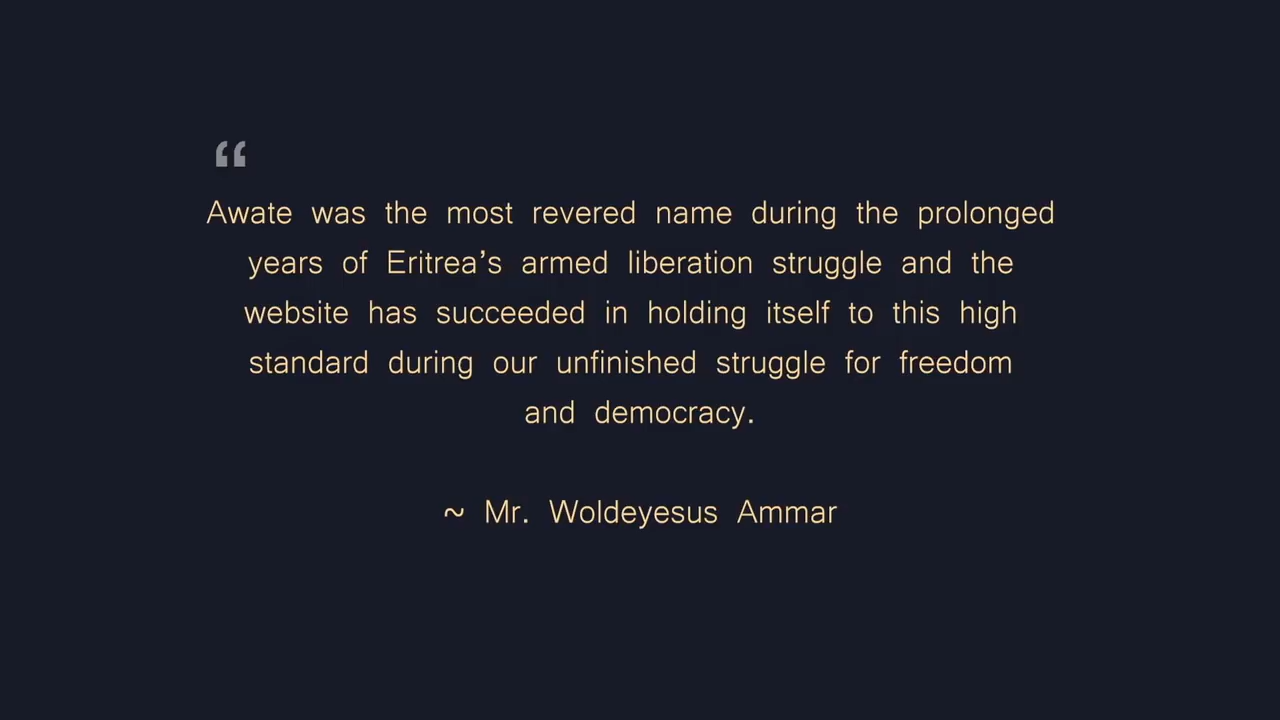 “
Awate was the most revered name during the prolonged
years of Eritrea’s armed liberation struggle and the
website has succeeded in holding itself to this high
standard during our unfinished struggle for freedom
and democracy.
~ Mr. Woldeyesus Ammar